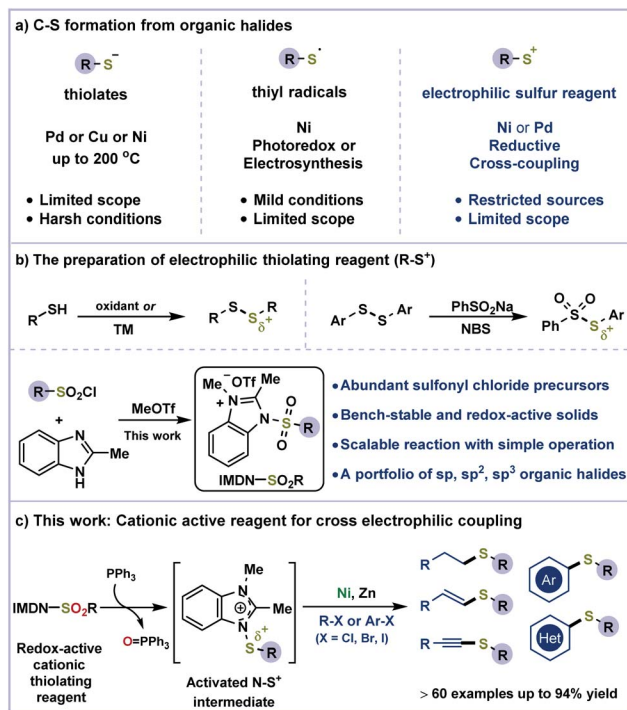 a) C-S formation from organic halides
R-S⁻
thiolates
Pd or Cu or Ni
up to 200 °C
• Limited scope
• Harsh conditions
R-S·
thiyl radicals
Ni
Photoredox or
Electrosynthesis
• Mild conditions
• Limited scope
R-S⁺
electrophilic sulfur reagent
Ni or Pd
Reductive
Cross-coupling
• Restricted sources
• Limited scope
b) The preparation of electrophilic thiolating reagent (R-S⁺)
R SH
oxidant or
TM
R S S R
δ⁺
Ar S S Ar
PhSO₂Na
NBS
O O
Ph S S Ar
δ⁺
R-SO₂Cl
+
N Me
N
H
MeOTf
This work
Me ⁻OTf Me
N +
N S R
O
O
IMDN-SO₂R
• Abundant sulfonyl chloride precursors
• Bench-stable and redox-active solids
• Scalable reaction with simple operation
• A portfolio of sp, sp², sp³ organic halides
c) This work: Cationic active reagent for cross electrophilic coupling
PPh₃
IMDN-SO₂R
O=PPh₃
Redox-active
cationic
thiolating
reagent
Me
N
+ Me
N
δ⁺
S
R
Activated N-S⁺
intermediate
Ni, Zn
R-X or Ar-X
(X = Cl, Br, I)
R S R
R S R
R S R
Ar S R
Het S R
> 60 examples up to 94% yield